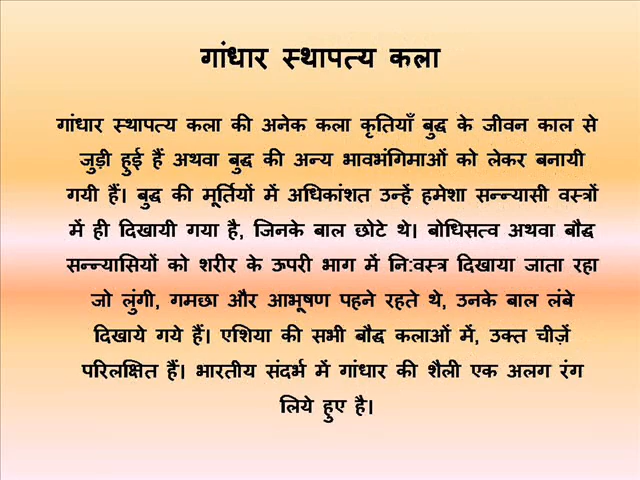 गांधार स्थापत्य कला
गांधार स्थापत्य कला की अनेक कला कृतियाँ बुद्ध के जीवन काल से
जुड़ी हुई हैं अथवा बुद्ध की अन्य भावभंगिमाओं को लेकर बनायी
गयी हैं। बुद्ध की मूर्तियों में अधिकांशत उन्हें हमेशा सन्न्यासी वस्त्रों
में ही दिखायी गया है, जिनके बाल छोटे थे। बोधिसत्व अथवा बौद्ध
सन्न्यासियों को शरीर के ऊपरी भाग में नि:वस्त्र दिखाया जाता रहा
जो लुंगी, गमछा और आभूषण पहने रहते थे, उनके बाल लंबे
दिखाये गये हैं। एशिया की सभी बौद्ध कलाओं में, उक्त चीज़ें
परिलक्षित हैं। भारतीय संदर्भ में गांधार की शैली एक अलग रंग
लिये हुए है।